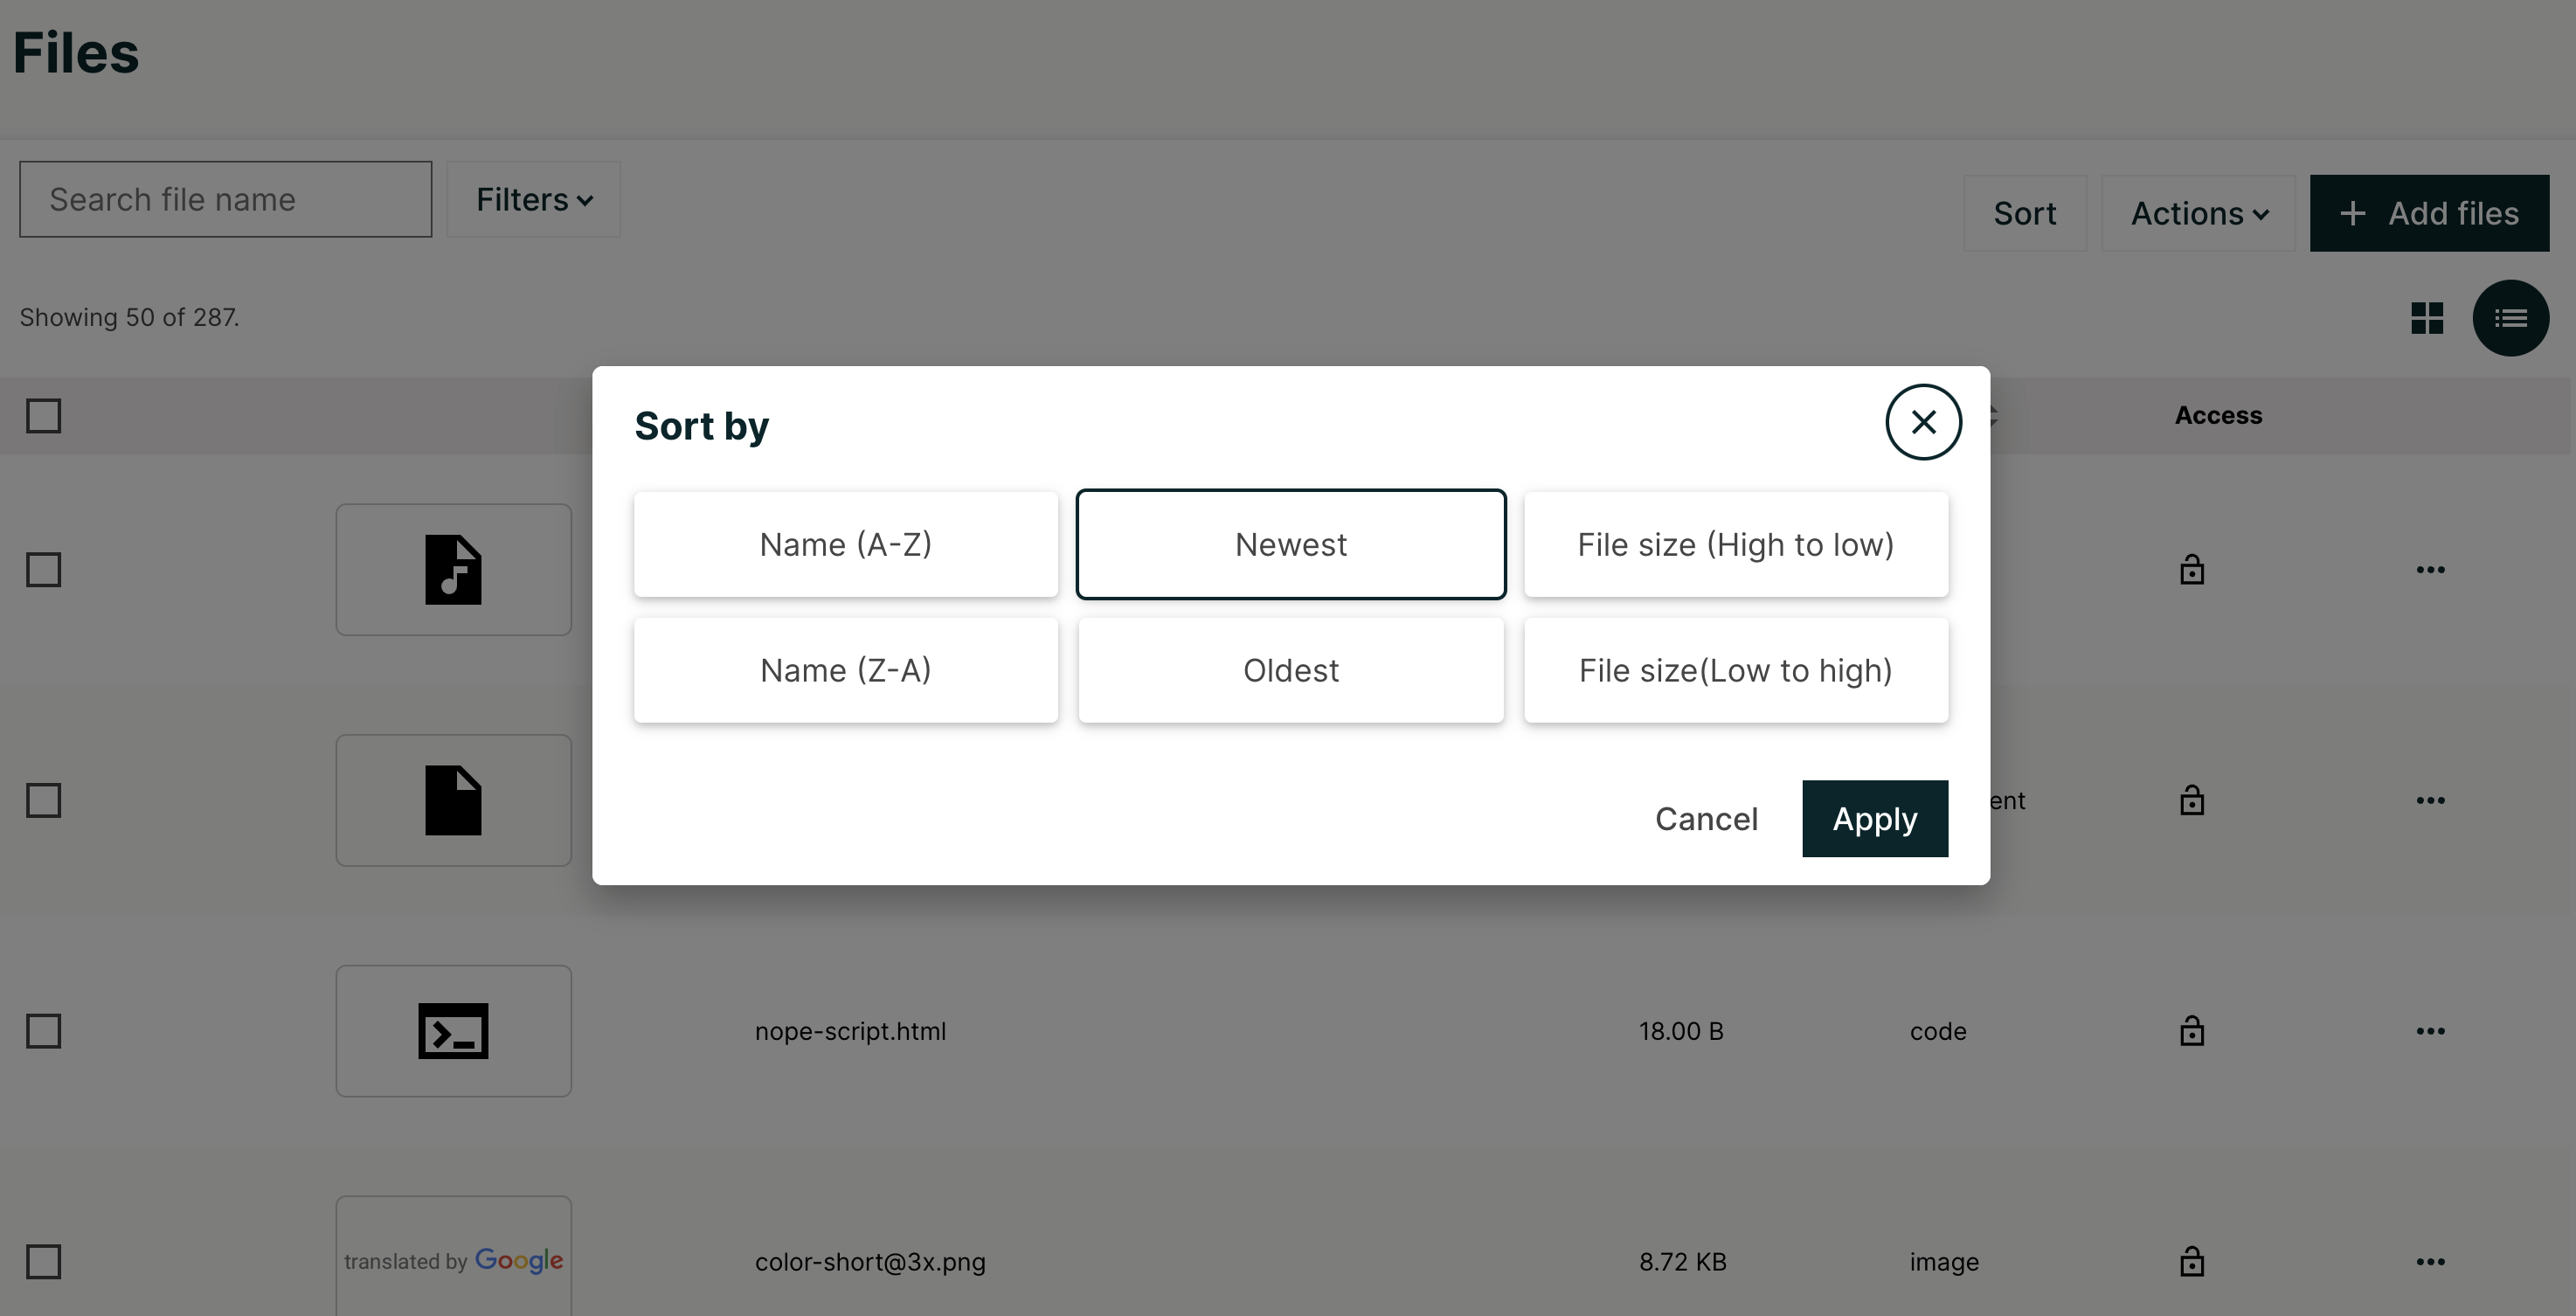 Files
Search file name
Filters
Sort
Actions
+ Add files
Showing 50 of 287.
Access
Sort by
Name (A-Z)
Newest
File size (High to low)
Name (Z-A)
Oldest
File size(Low to high)
ent
Cancel
Apply
nope-script.html
18.00 B
code
translated by Google
color-short@3x.png
8.72 KB
image